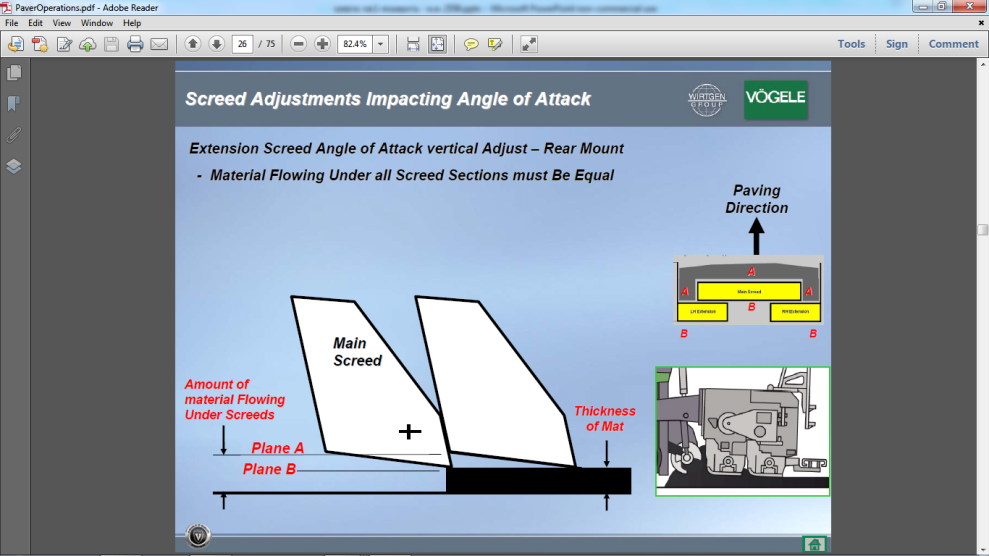 PaverOperations.pdf - Adobe Reader
File Edit View Window Help
26 / 75
82.4%
Tools Sign Comment
Screed Adjustments Impacting Angle of Attack
WIRTGEN
GROUP
VÖGELE
Extension Screed Angle of Attack vertical Adjust – Rear Mount
- Material Flowing Under all Screed Sections must Be Equal
Paving
Direction
A
Main Screed
A
A
B
LH Extension
RH Extension
B
B
Main
Screed
Amount of
material Flowing
Under Screeds
Thickness
of Mat
Plane A
Plane B